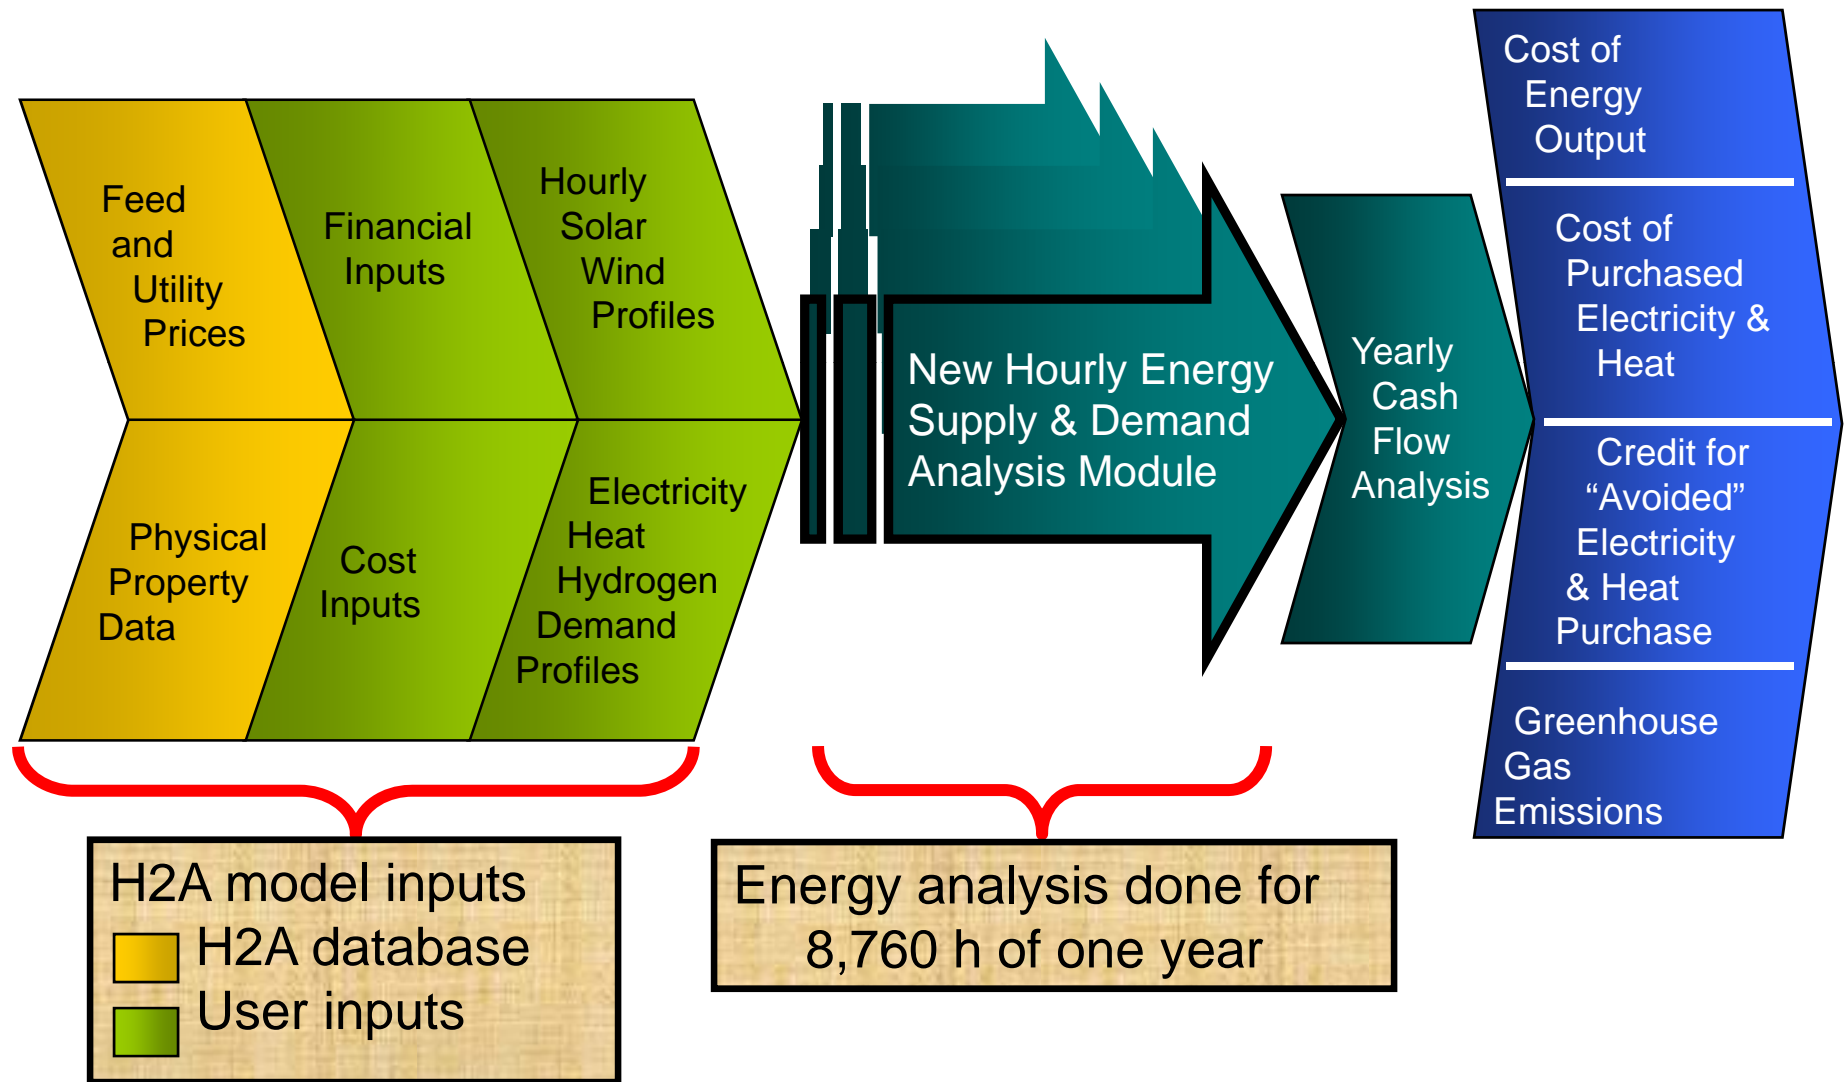 Feed
and
Utility
Prices
Financial
Inputs
Hourly
Solar
Wind
Profiles
Physical
Property
Data
Cost
Inputs
Electricity
Heat
Hydrogen
Demand
Profiles
New Hourly Energy
Supply & Demand
Analysis Module
Yearly
Cash
Flow
Analysis
Cost of
Energy
Output
Cost of
Purchased
Electricity &
Heat
Credit for
“Avoided”
Electricity
& Heat
Purchase
Greenhouse
Gas
Emissions
H2A model inputs
H2A database
User inputs
Energy analysis done for
8,760 h of one year